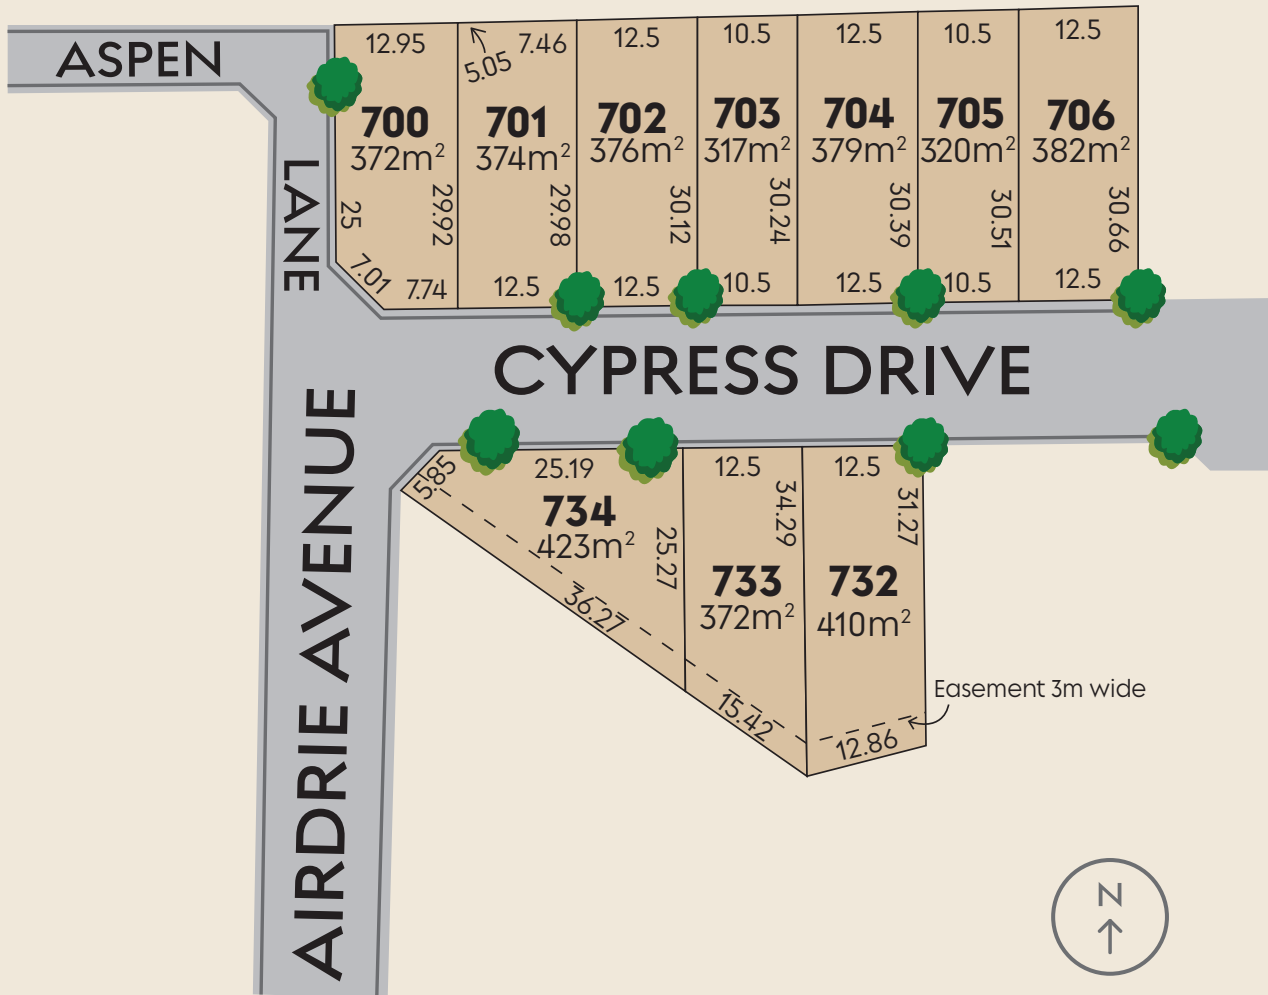 ASPEN
LANE
12.95
700
372m²
25
29.92
7.01
7.74
5.05
7.46
701
374m²
29.98
12.5
12.5
702
376m²
30.12
12.5
10.5
703
317m²
30.24
10.5
12.5
704
379m²
30.39
12.5
10.5
705
320m²
30.51
10.5
12.5
706
382m²
30.66
12.5
CYPRESS DRIVE
AIRDRIE AVENUE
5.85
25.19
734
423m²
25.27
36.27
12.5
34.29
733
372m²
15.42
12.5
31.27
732
410m²
12.86
Easement 3m wide
N